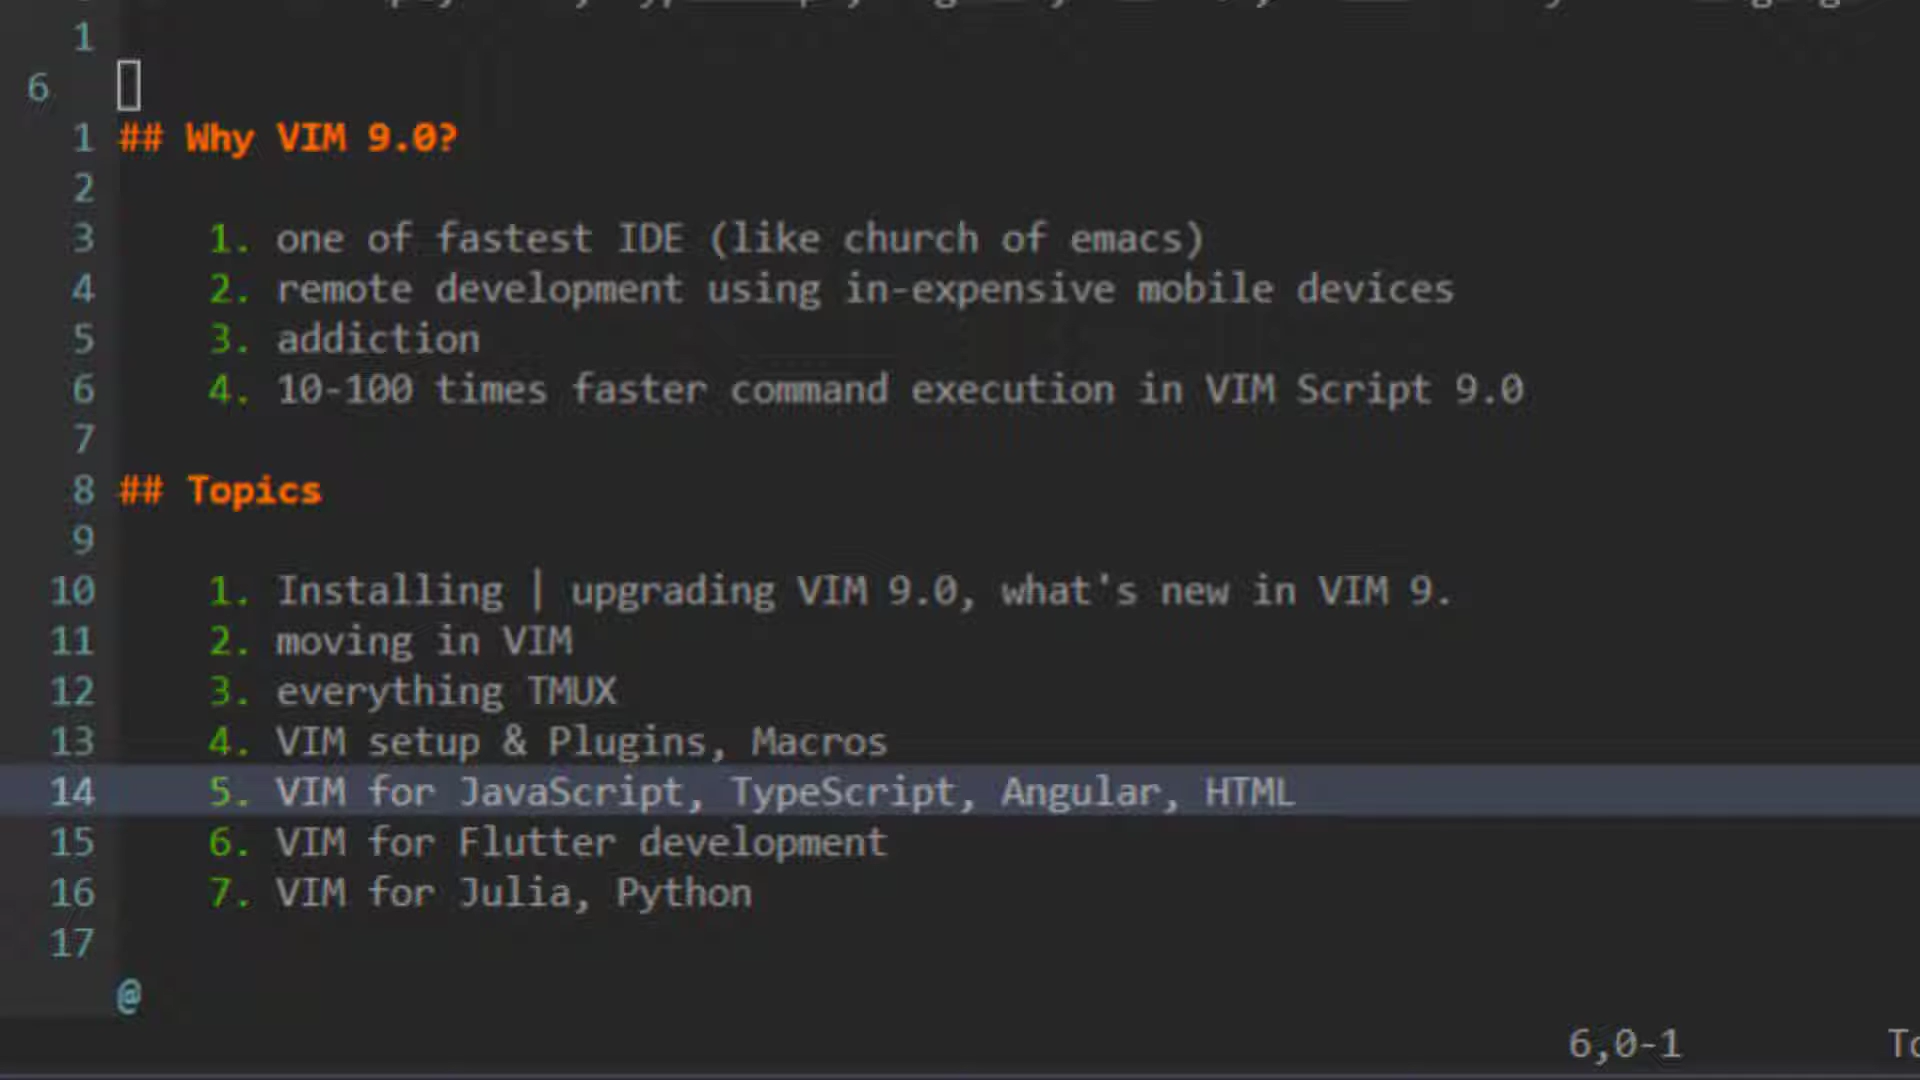 1
6
1 ## Why VIM 9.0?
2
3 1. one of fastest IDE (like church of emacs)
4 2. remote development using in-expensive mobile devices
5 3. addiction
6 4. 10-100 times faster command execution in VIM Script 9.0
7
8 ## Topics
9
10 1. Installing | upgrading VIM 9.0, what's new in VIM 9.
11 2. moving in VIM
12 3. everything TMUX
13 4. VIM setup & Plugins, Macros
14 5. VIM for JavaScript, TypeScript, Angular, HTML
15 6. VIM for Flutter development
16 7. VIM for Julia, Python
17
@
6,0-1